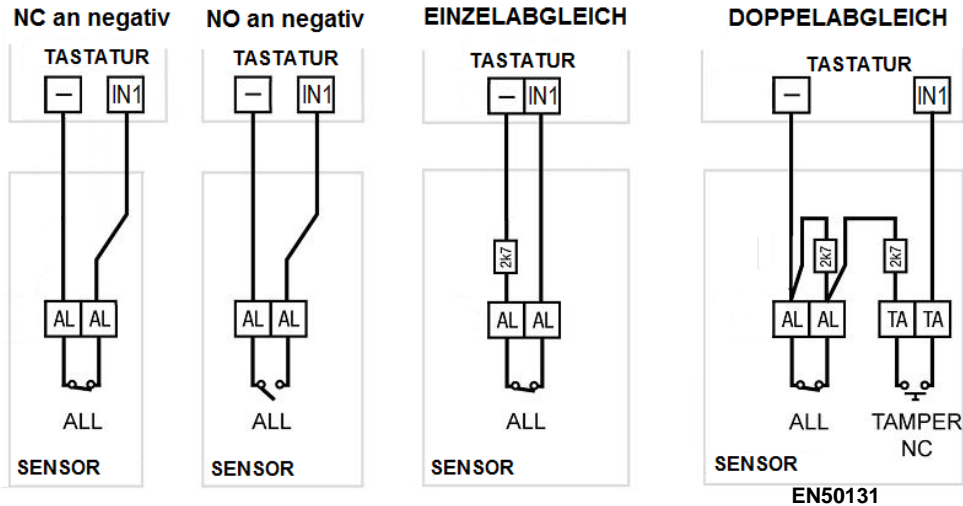 NC an negativ
TASTATUR
– IN1
AL AL
ALL
SENSOR
NO an negativ
TASTATUR
– IN1
AL AL
ALL
SENSOR
EINZELABGLEICH
TASTATUR
– IN1
2k7
AL AL
ALL
SENSOR
DOPPELABGLEICH
TASTATUR
– IN1
2k7 2k7
AL AL TA TA
ALL TAMPER
NC
SENSOR
EN50131